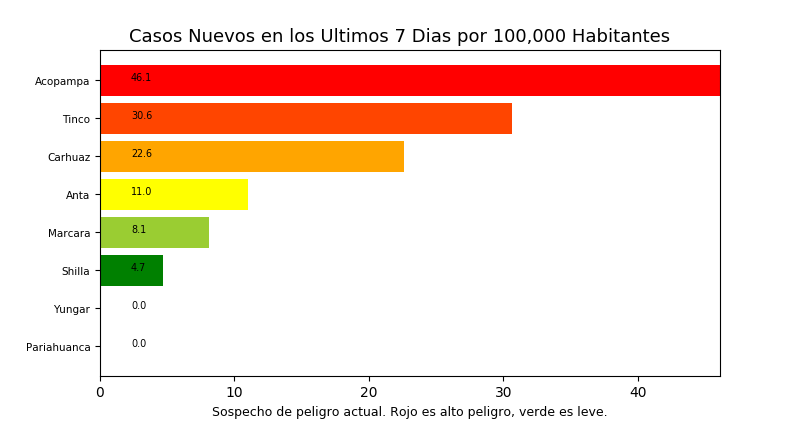 Casos Nuevos en los Ultimos 7 Dias por 100,000 Habitantes
Acopampa 46.1
Tinco 30.6
Carhuaz 22.6
Anta 11.0
Marcara 8.1
Shilla 4.7
Yungar 0.0
Pariahuanca 0.0
0 10 20 30 40
Sospecho de peligro actual. Rojo es alto peligro, verde es leve.